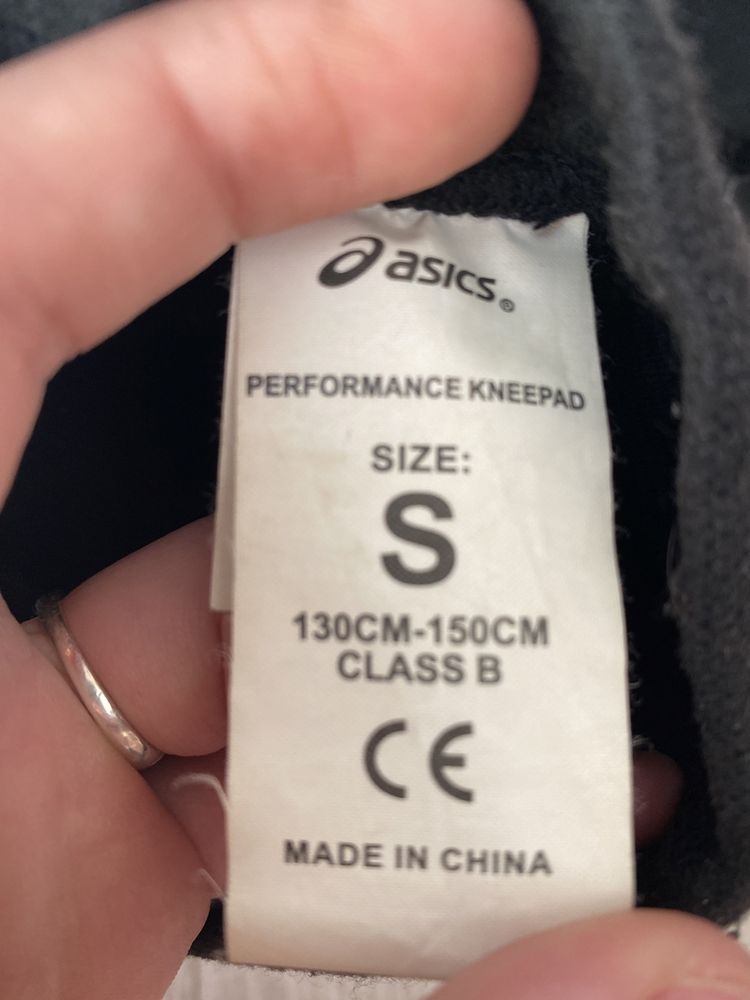 asics®
PERFORMANCE KNEEPAD
SIZE:
S
130CM-150CM
CLASS B
CE
MADE IN CHINA